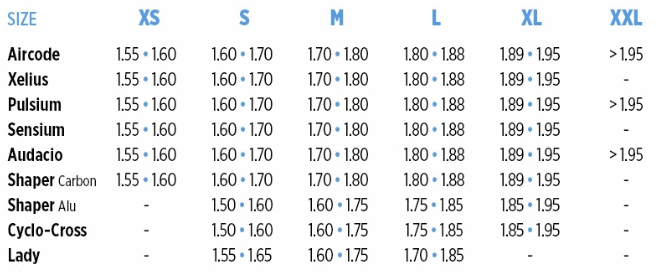 SIZE XS S M L XL XXL
Aircode 1.55 • 1.60 1.60 • 1.70 1.70 • 1.80 1.80 • 1.88 1.89 • 1.95 >1.95
Xelius 1.55 • 1.60 1.60 • 1.70 1.70 • 1.80 1.80 • 1.88 1.89 • 1.95 -
Pulsium 1.55 • 1.60 1.60 • 1.70 1.70 • 1.80 1.80 • 1.88 1.89 • 1.95 >1.95
Sensium 1.55 • 1.60 1.60 • 1.70 1.70 • 1.80 1.80 • 1.88 1.89 • 1.95 -
Audacio 1.55 • 1.60 1.60 • 1.70 1.70 • 1.80 1.80 • 1.88 1.89 • 1.95 >1.95
Shaper Carbon 1.55 • 1.60 1.60 • 1.70 1.70 • 1.80 1.80 • 1.88 1.89 • 1.95 -
Shaper Alu - 1.50 • 1.60 1.60 • 1.75 1.75 • 1.85 1.85 • 1.95 -
Cyclo-Cross - 1.50 • 1.60 1.60 • 1.75 1.75 • 1.85 1.85 • 1.95 -
Lady - 1.55 • 1.65 1.60 • 1.75 1.70 • 1.85 - -